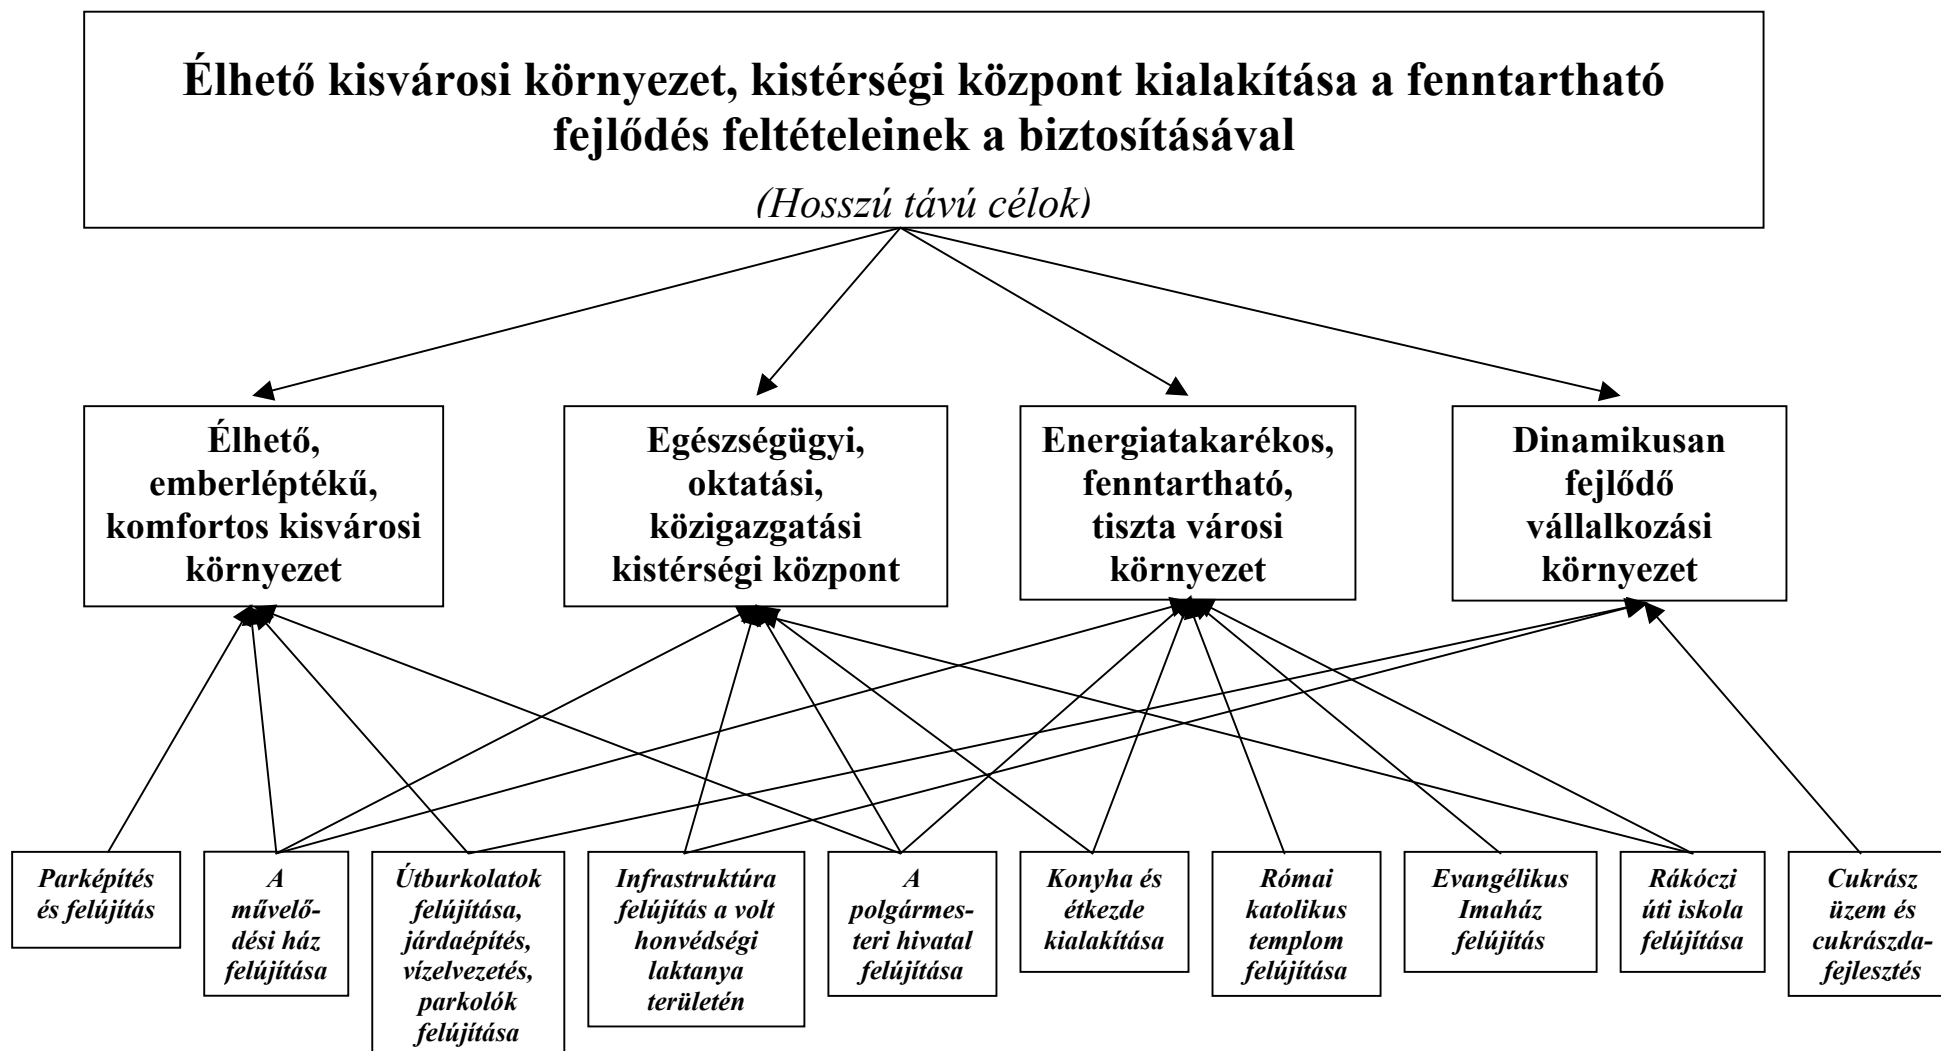 Élhető kisvárosi környezet, kistérségi központ kialakítása a fenntartható
fejlődés feltételeinek a biztosításával
(Hosszú távú célok)
Élhető,
emberléptékű,
komfortos kisvárosi
környezet
Egészségügyi,
oktatási,
közigazgatási
kistérségi központ
Energiatakarékos,
fenntartható,
tiszta városi
környezet
Dinamikusan
fejlődő
vállalkozási
környezet
Parképítés
és felújítás
A
művelő-
dési ház
felújítása
Útburkolatok
felújítása,
járdaépítés,
vízelvezetés,
parkolók
felújítása
Infrastruktúra
felújítás a volt
honvédségi
laktanya
területén
A
polgármes-
teri hivatal
felújítása
Konyha és
étkezde
kialakítása
Római
katolikus
templom
felújítása
Evangélikus
Imaház
felújítás
Rákóczi
úti iskola
felújítása
Cukrász
üzem és
cukrászda-
fejlesztés